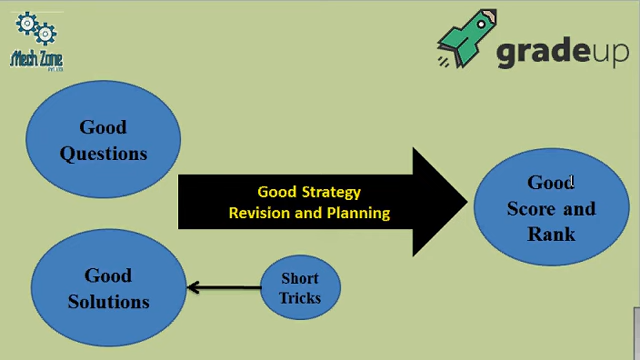 Mech Zone
PVT. LTD.
gradeup
Good
Questions
Good Strategy
Revision and Planning
Good
Score and
Rank
Good
Solutions
Short
Tricks